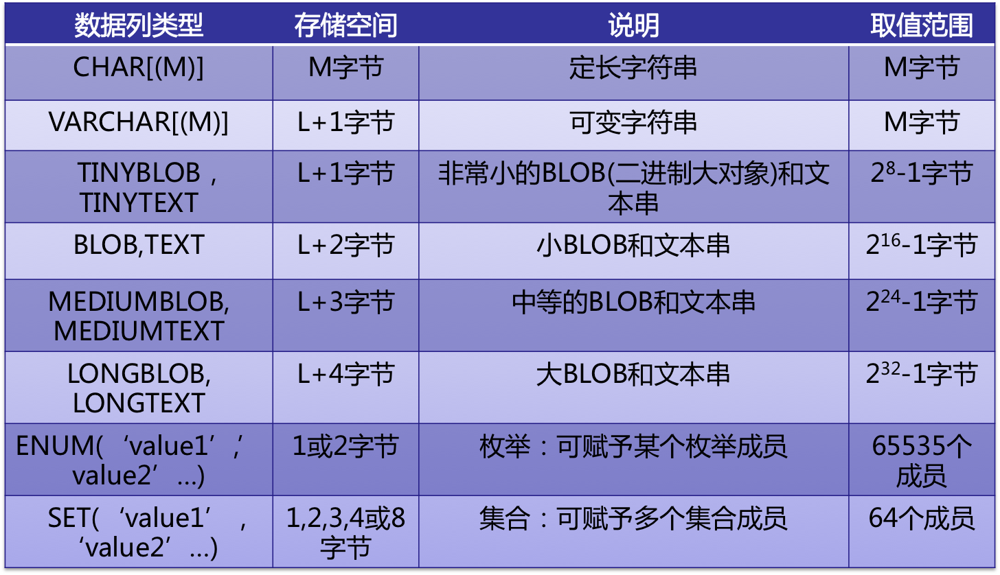 数据列类型 存储空间 说明 取值范围
CHAR[(M)] M字节 定长字符串 M字节
VARCHAR[(M)] L+1字节 可变字符串 M字节
TINYBLOB，
TINYTEXT
L+1字节
非常小的BLOB(二进制大对象)和文
本串
2⁸-1字节
BLOB,TEXT L+2字节 小BLOB和文本串 2¹⁶-1字节
MEDIUMBLOB,
MEDIUMTEXT
L+3字节
中等的BLOB和文本串
2²⁴-1字节
LONGBLOB,
LONGTEXT
L+4字节
大BLOB和文本串
2³²-1字节
ENUM(‘value1’,’
value2’…)
1或2字节
枚举：可赋予某个枚举成员
65535个
成员
SET(‘value1’,
‘value2’…)
1,2,3,4或8
字节
集合：可赋予多个集合成员
64个成员